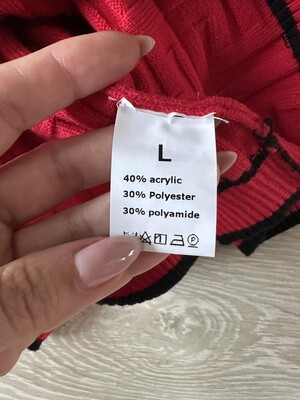 L
40% acrylic
30% Polyester
30% polyamide